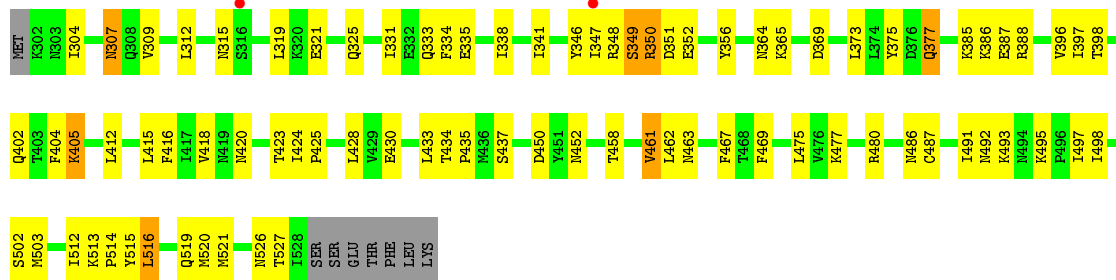 MET K302 N303 I304 N307 Q308 V309 L312 N315 S316 L319 K320 E321 Q325 I331 E332 Q333 F334 E335 I338 I341 Y346 I347 R348 S349 R350 D351 E352 Y356 N364 K365 D369 L373 L374 Y375 D376 Q377 K385 K386 E387 R388 V396 I397 T398
Q402 T403 F404 K405 L412 L415 F416 I417 V418 N419 N420 T423 I424 P425 L428 V429 E430 L433 T434 P435 M436 S437 D450 Y451 N452 T458 V461 L462 N463 F467 T468 F469 L475 V476 K477 R480 N486 C487 I491 N492 K493 N494 K495 P496 I497 I498
S502 M503 I512 K513 P514 Y515 L516 Q519 M520 M521 N526 T527 I528 SER SER GLU THR PHE LEU LYS